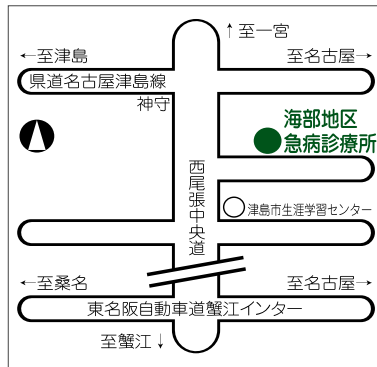 ↑至一宮
←至津島
至名古屋→
県道名古屋津島線
神守
海部地区
急病診療所
西尾張中央道
津島市生涯学習センター
←至桑名
至名古屋→
東名阪自動車道蟹江インター
至蟹江↓